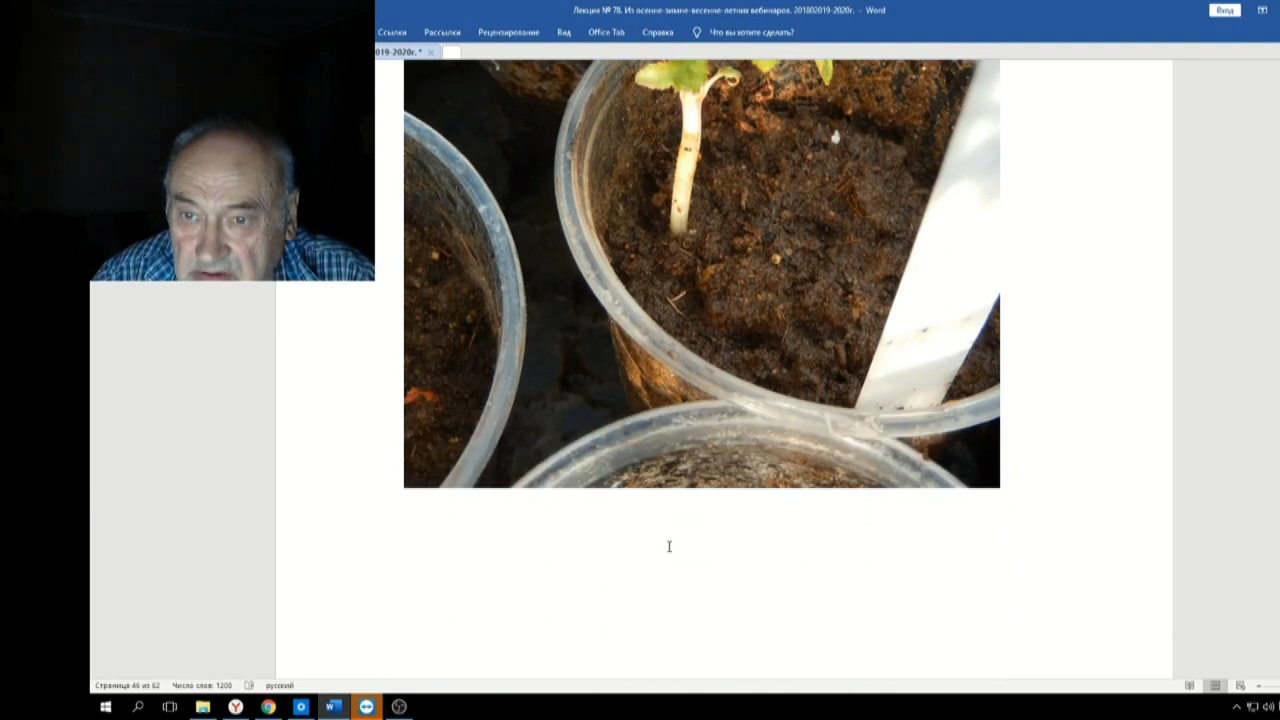 Лекция № 78. Из осенне-зимне-весенне-летних вебинаров. 201802019-2020г. - Word
Вход
Ссылки
Рассылки
Рецензирование
Вид
Office Tab
Справка
Что вы хотите сделать?
019-2020г. *
Страница 46 из 62
Число слов: 1208
русский